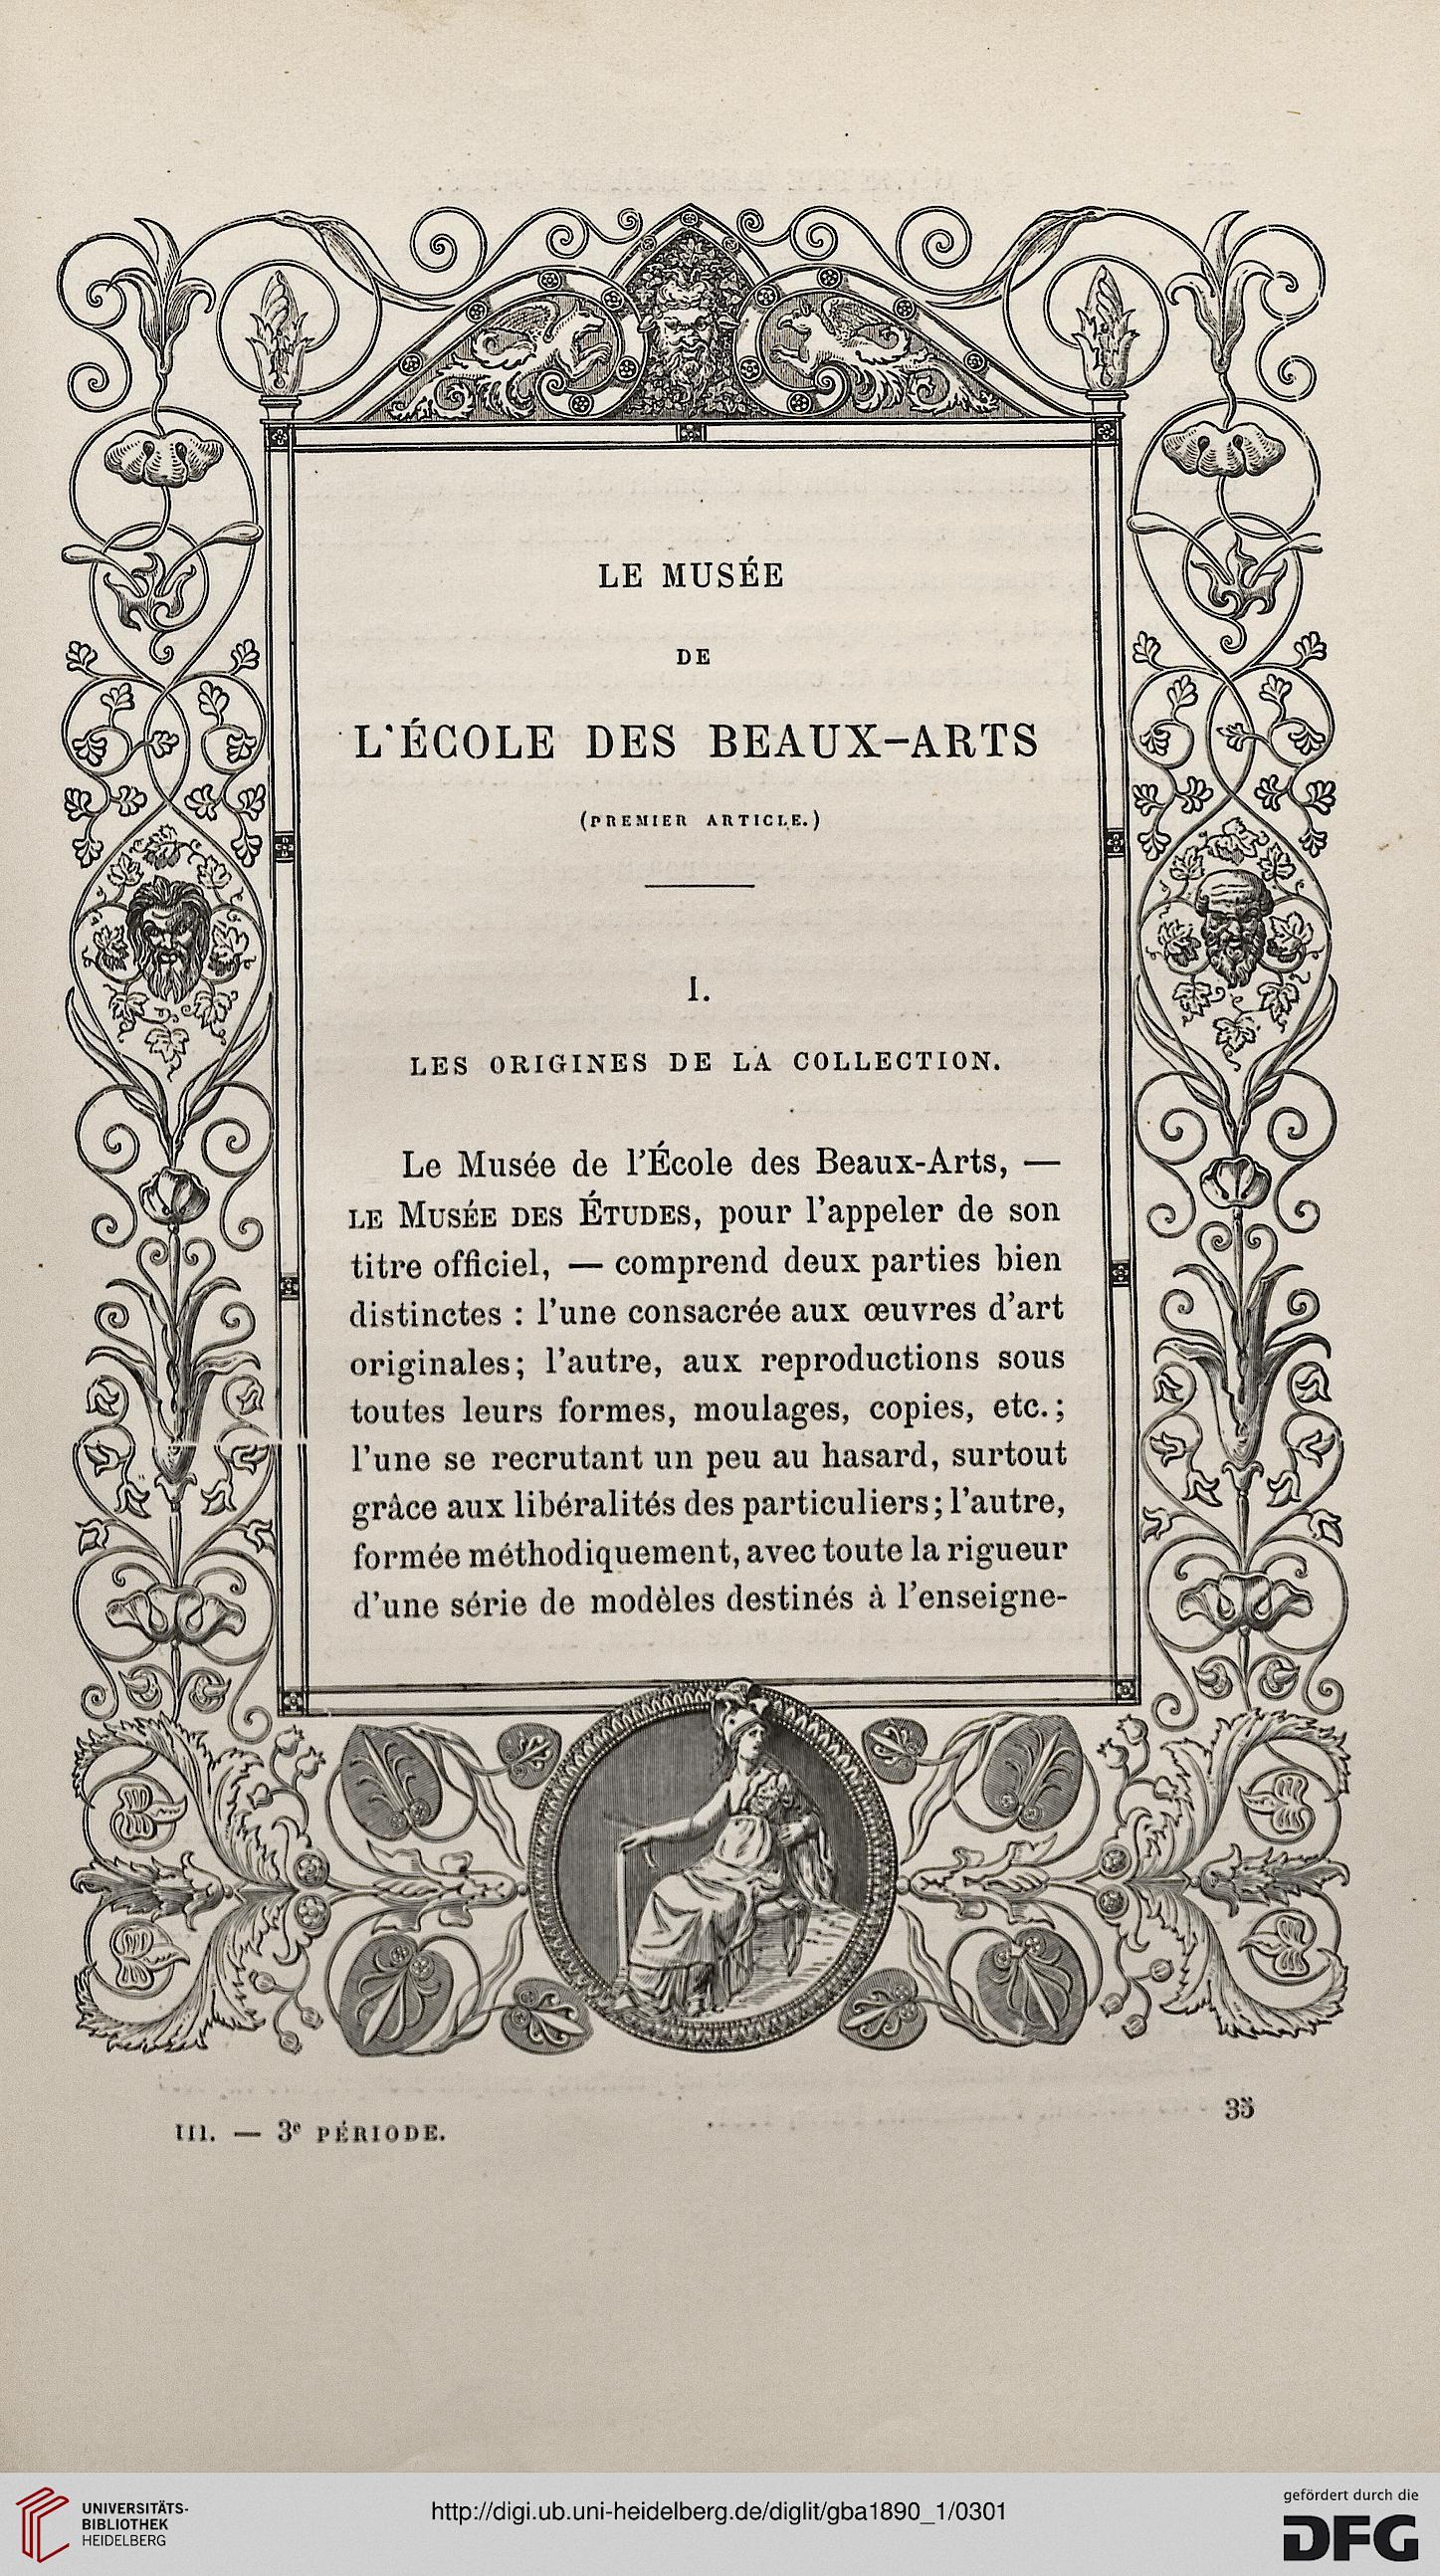 LE MUSÉE
DE
L'ÉCOLE DES BEAUX-ARTS
(PREMIER ARTICLE.)
I.
LES ORIGINES DE LA COLLECTION.
Le Musée de l'École des Beaux-Arts, —
LE MUSÉE DES ÉTUDES, pour l'appeler de son
titre officiel, — comprend deux parties bien
distinctes : l'une consacrée aux œuvres d'art
originales; l'autre, aux reproductions sous
toutes leurs formes, moulages, copies, etc.;
l'une se recrutant un peu au hasard, surtout
grâce aux libéralités des particuliers; l'autre,
formée méthodiquement, avec toute la rigueur
d'une série de modèles destinés à l'enseigne-
III. — 3e PÉRIODE.
35
UNIVERSITÄTS-
BIBLIOTHEK
HEIDELBERG
http://digi.ub.uni-heidelberg.de/diglit/gba1890_1/0301
gefördert durch die
DFG